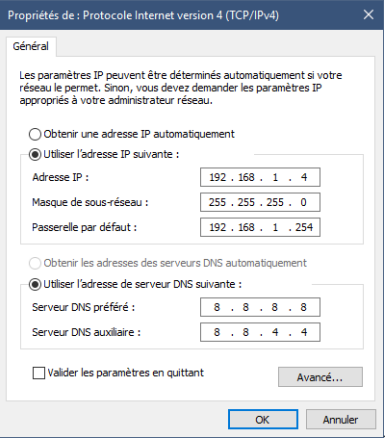 Propriétés de : Protocole Internet version 4 (TCP/IPv4)
Général
Les paramètres IP peuvent être déterminés automatiquement si votre
réseau le permet. Sinon, vous devez demander les paramètres IP
appropriés à votre administrateur réseau.
Obtenir une adresse IP automatiquement
Utiliser l'adresse IP suivante :
Adresse IP : 192 . 168 . 1 . 4
Masque de sous-réseau : 255 . 255 . 255 . 0
Passerelle par défaut : 192 . 168 . 1 . 254
Obtenir les adresses des serveurs DNS automatiquement
Utiliser l'adresse de serveur DNS suivante :
Serveur DNS préféré : 8 . 8 . 8 . 8
Serveur DNS auxiliaire : 8 . 8 . 4 . 4
Valider les paramètres en quittant
Avancé...
OK Annuler